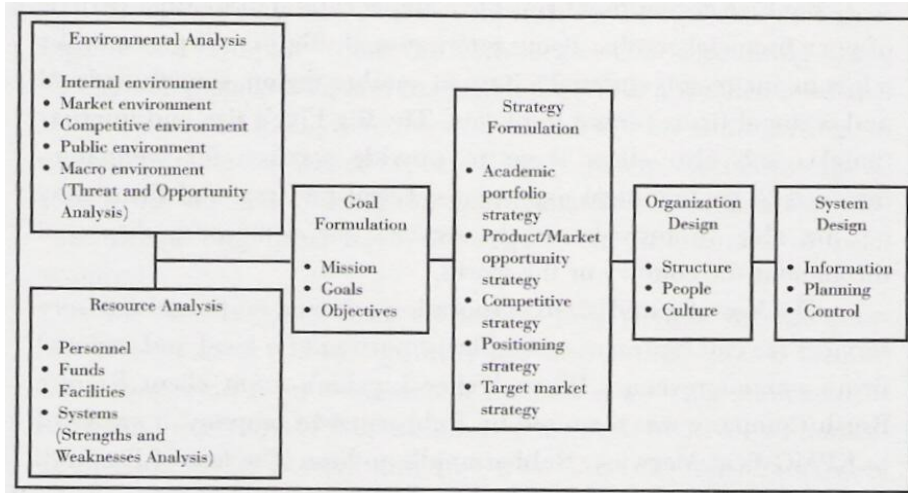 Environmental Analysis
• Internal environment
• Market environment
• Competitive environment
• Public environment
• Macro environment
(Threat and Opportunity
Analysis)
Resource Analysis
• Personnel
• Funds
• Facilities
• Systems
(Strengths and
Weaknesses Analysis)
Goal
Formulation
• Mission
• Goals
• Objectives
Strategy
Formulation
• Academic
portfolio
strategy
• Product/Market
opportunity
strategy
• Competitive
strategy
• Positioning
strategy
• Target market
strategy
Organization
Design
• Structure
• People
• Culture
System
Design
• Information
• Planning
• Control